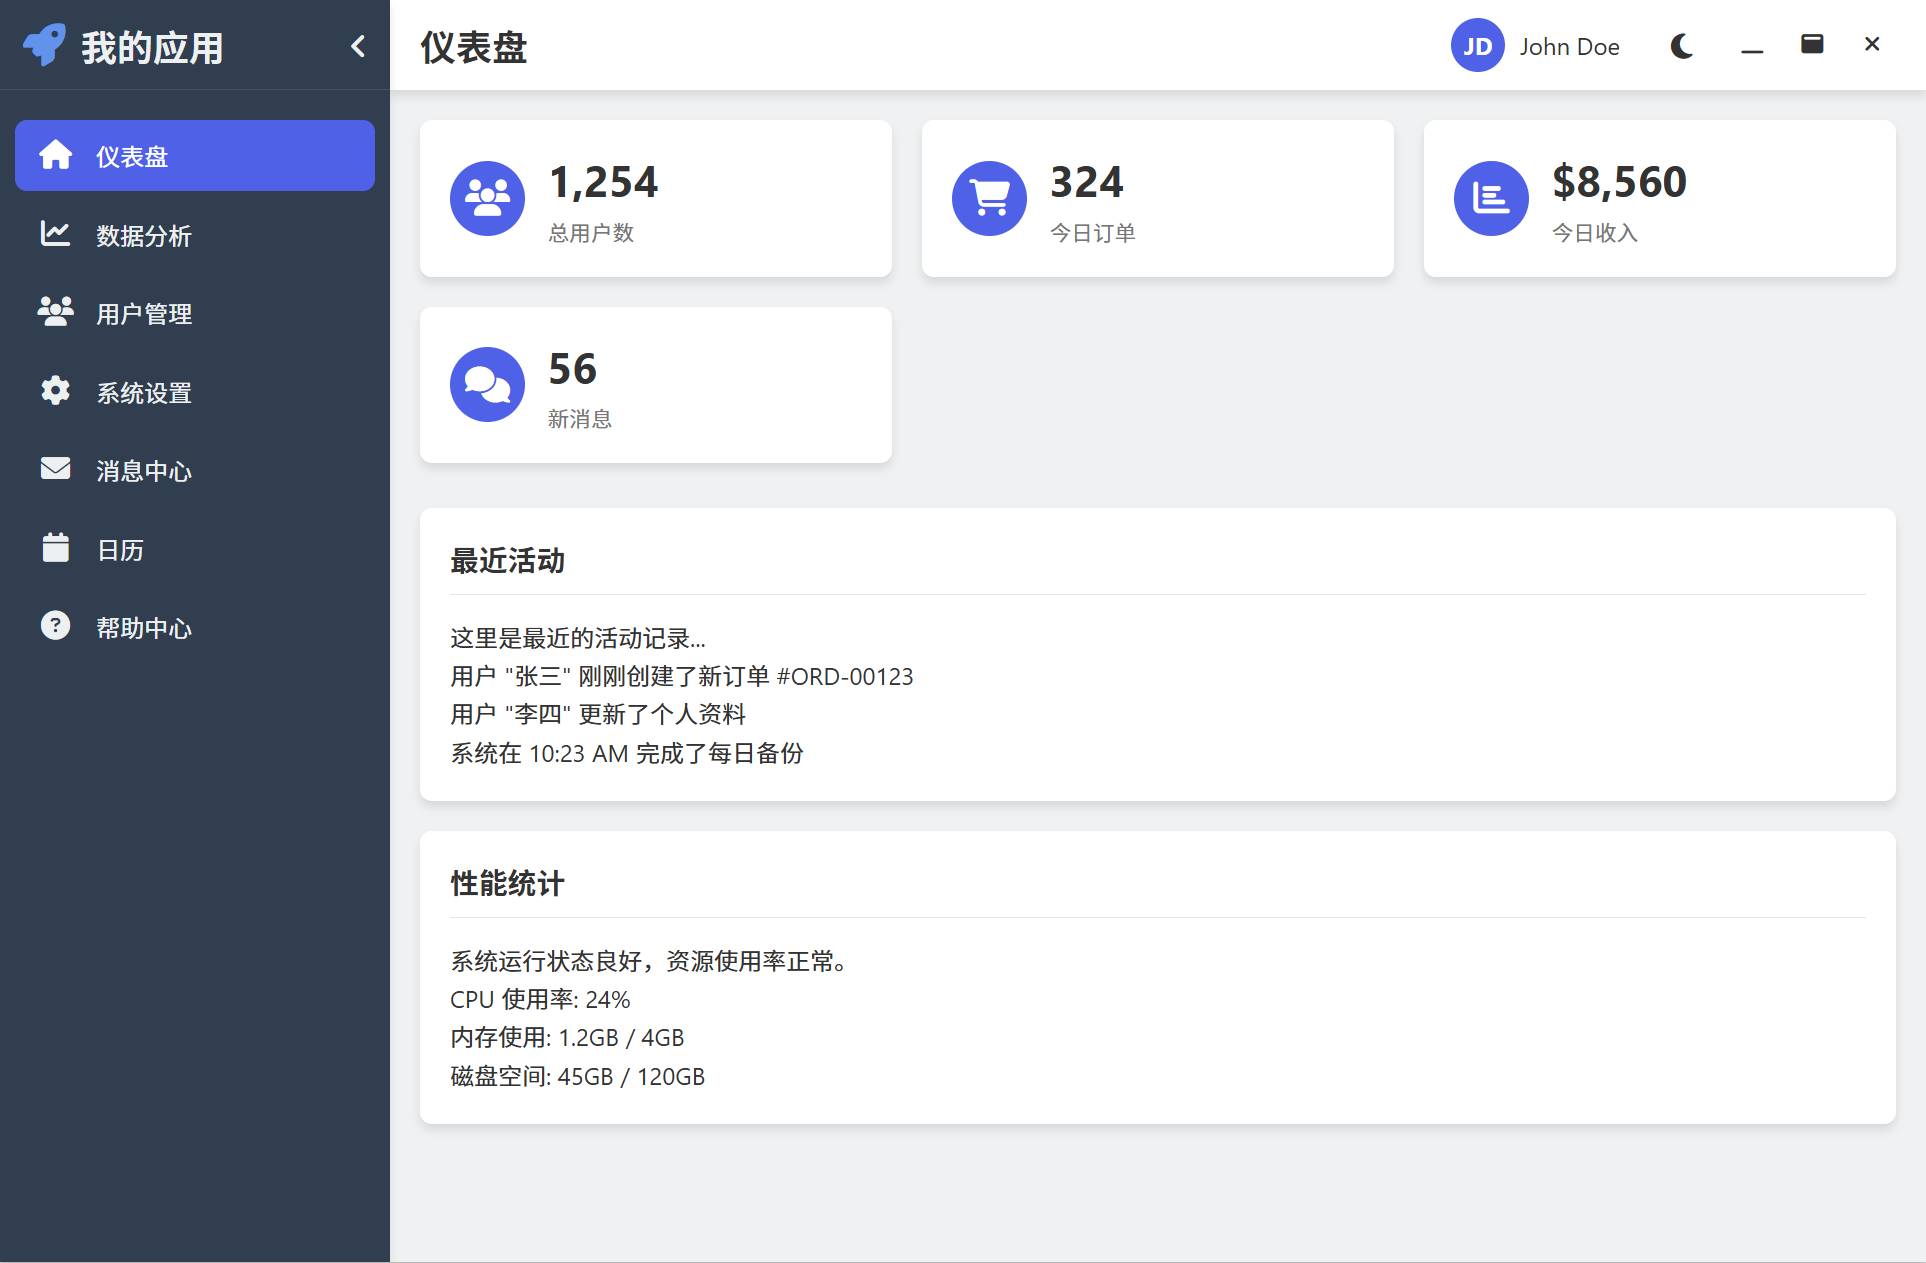 我的应用
仪表盘
数据分析
用户管理
系统设置
消息中心
日历
帮助中心
仪表盘
JD John Doe
1,254
总用户数
324
今日订单
$8,560
今日收入
56
新消息
最近活动
这里是最近的活动记录...
用户 "张三" 刚刚创建了新订单 #ORD-00123
用户 "李四" 更新了个人资料
系统在 10:23 AM 完成了每日备份
性能统计
系统运行状态良好，资源使用率正常。
CPU 使用率: 24%
内存使用: 1.2GB / 4GB
磁盘空间: 45GB / 120GB